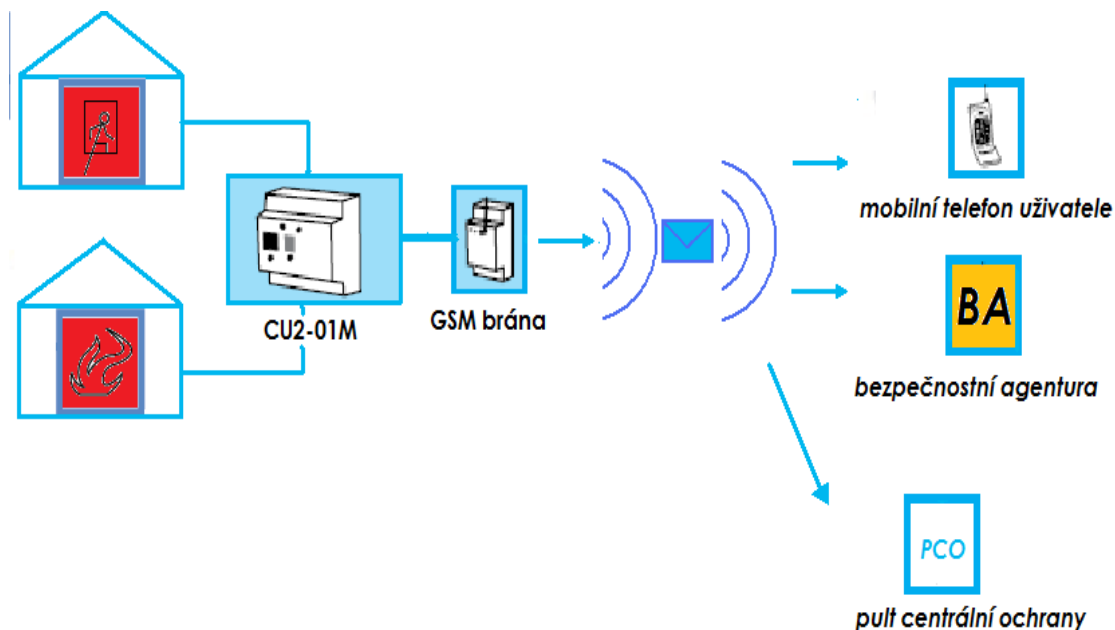 mobilní telefon uživatele
BA
CU2-01M
GSM brána
bezpečnostní agentura
PCO
pult centrální ochrany